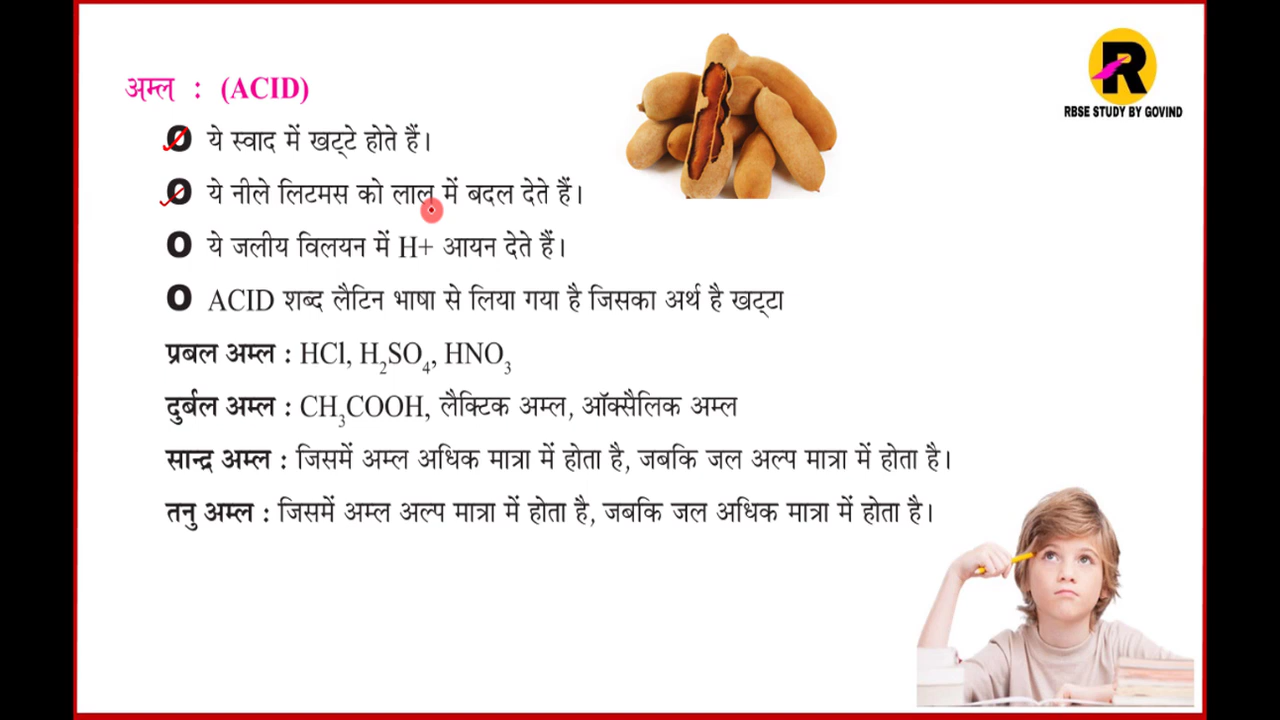 अम्ल : (ACID)
R
RBSE STUDY BY GOVIND
O ये स्वाद में खट्टे होते हैं।
O ये नीले लिटमस को लाल में बदल देते हैं।
O ये जलीय विलयन में H+ आयन देते हैं।
O ACID शब्द लैटिन भाषा से लिया गया है जिसका अर्थ है खट्टा
प्रबल अम्ल : HCl, H₂SO₄, HNO₃
दुर्बल अम्ल : CH₃COOH, लैक्टिक अम्ल, ऑक्सैलिक अम्ल
सान्द्र अम्ल : जिसमें अम्ल अधिक मात्रा में होता है, जबकि जल अल्प मात्रा में होता है।
तनु अम्ल : जिसमें अम्ल अल्प मात्रा में होता है, जबकि जल अधिक मात्रा में होता है।